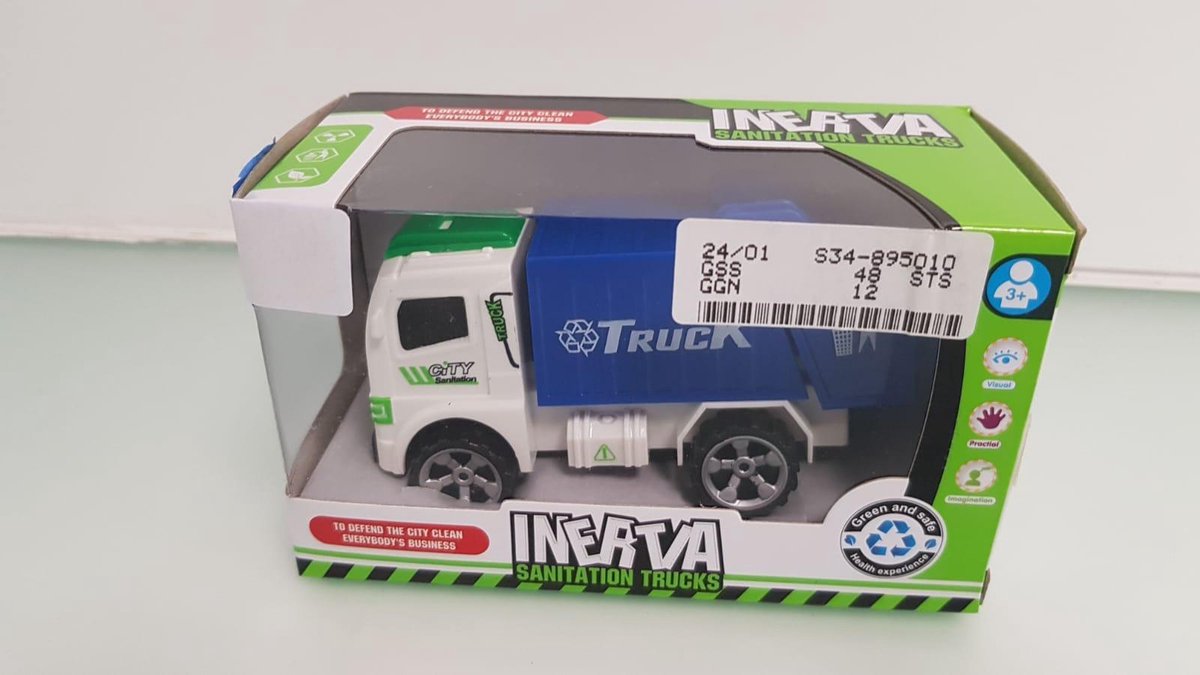 TO DEFEND THE CITY CLEAN
EVERYBODY'S BUSINESS
INERTIA
SANITATION TRUCKS
24/01 S34-895010
GSS 48 STS
GGN 12
3+
TRUCK
TRUCK
CITY
Sanitation
Visual
Practial
Imagination
TO DEFEND THE CITY CLEAN
EVERYBODY'S BUSINESS
INERTIA
SANITATION TRUCKS
Green and safe
Health experience